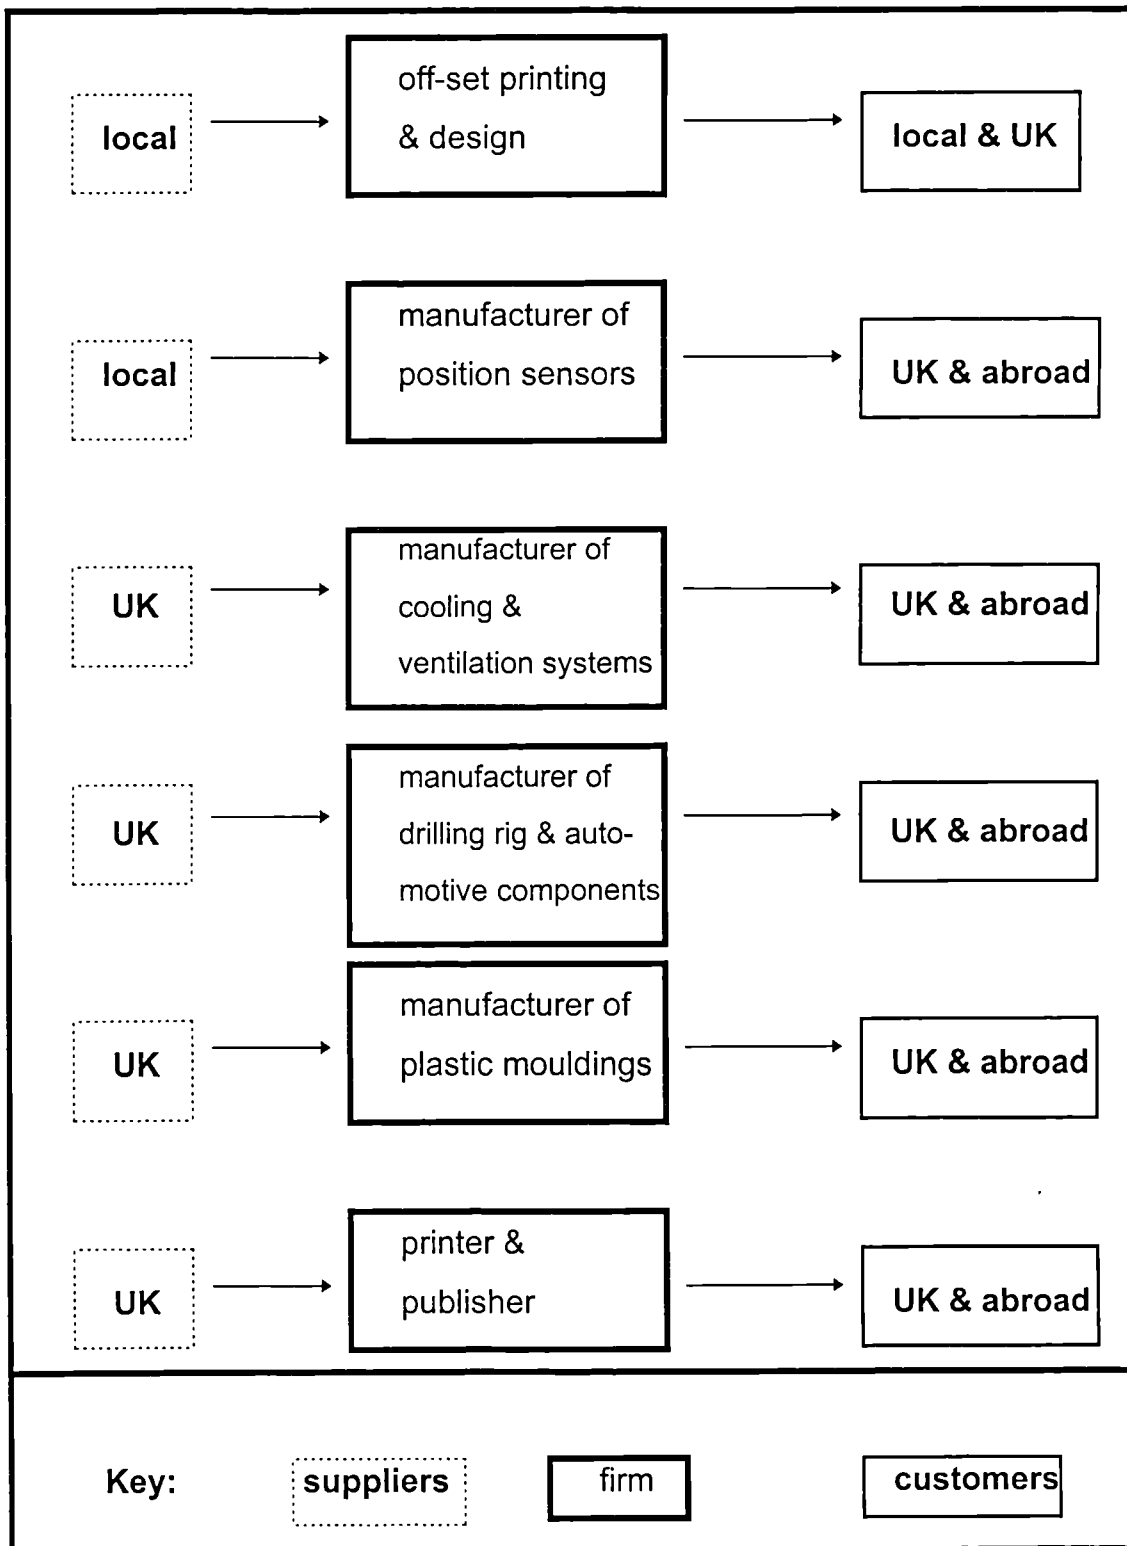 off-set printing
& design
local
local & UK
manufacturer of
position sensors
local
UK & abroad
manufacturer of
cooling &
ventilation systems
UK
UK & abroad
manufacturer of
drilling rig & auto-
motive components
UK
UK & abroad
manufacturer of
plastic mouldings
UK
UK & abroad
printer &
publisher
UK
UK & abroad
Key:
suppliers
firm
customers